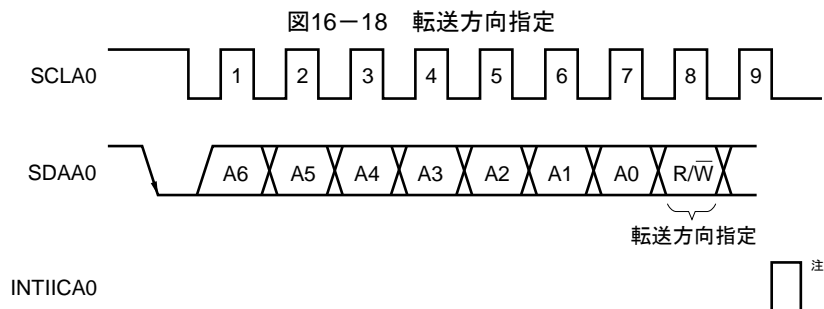 図16－18　転送方向指定
SCLA0 1 2 3 4 5 6 7 8 9
SDAA0 A6 A5 A4 A3 A2 A1 A0 R/W̅
転送方向指定
注
INTIICA0